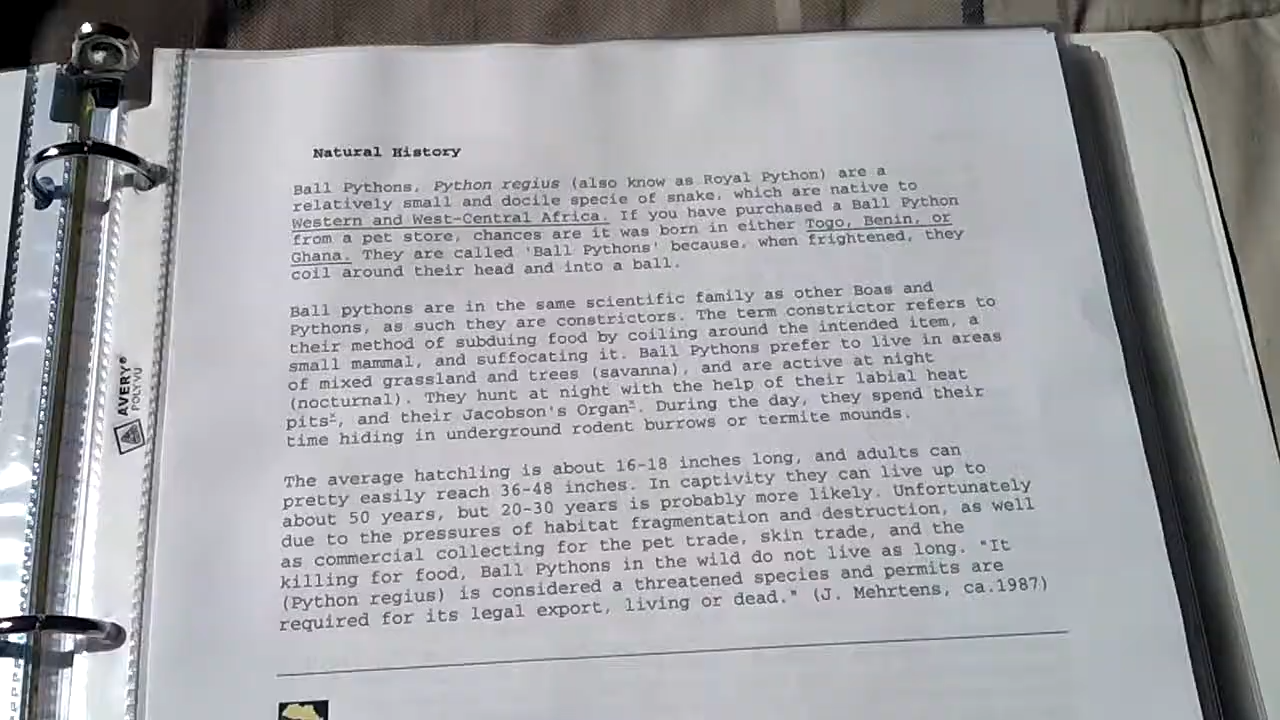 Natural History
Ball Pythons, Python regius (also know as Royal Python) are a
relatively small and docile specie of snake, which are native to
Western and West-Central Africa. If you have purchased a Ball Python
from a pet store, chances are it was born in either Togo, Benin, or
Ghana. They are called 'Ball Pythons' because, when frightened, they
coil around their head and into a ball.
Ball pythons are in the same scientific family as other Boas and
Pythons, as such they are constrictors. The term constrictor refers to
their method of subduing food by coiling around the intended item, a
small mammal, and suffocating it. Ball Pythons prefer to live in areas
of mixed grassland and trees (savanna), and are active at night
(nocturnal). They hunt at night with the help of their labial heat
pits, and their Jacobson's Organ. During the day, they spend their
time hiding in underground rodent burrows or termite mounds.
The average hatchling is about 16-18 inches long, and adults can
pretty easily reach 36-48 inches. In captivity they can live up to
about 50 years, but 20-30 years is probably more likely. Unfortunately
due to the pressures of habitat fragmentation and destruction, as well
as commercial collecting for the pet trade, skin trade, and the
killing for food, Ball Pythons in the wild do not live as long. "It
(Python regius) is considered a threatened species and permits are
required for its legal export, living or dead." (J. Mehrtens, ca.1987)
AVERY®
POLYVU